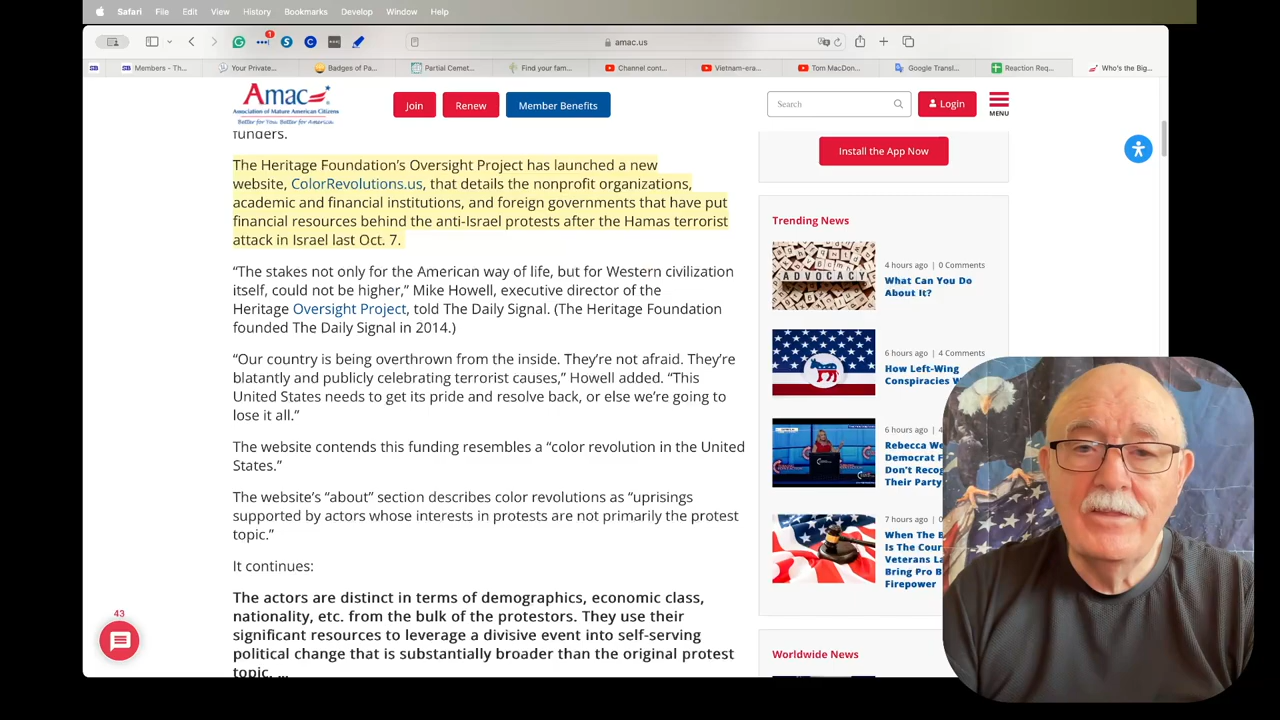 Safari File Edit View History Bookmarks Develop Window Help
1
amac.us
SB
SB Members - Th...
Your Private...
Badges of Pa...
Partial Cemet...
Find your fam...
Channel cont...
Vietnam-era...
Tom MacDon...
Google Transl...
Reaction Req...
Who's the Big...
Amac
Association of Mature American Citizens
Better for You. Better for America.
Join
Renew
Member Benefits
Search
Login
MENU
funders.
The Heritage Foundation's Oversight Project has launched a new
website, ColorRevolutions.us, that details the nonprofit organizations,
academic and financial institutions, and foreign governments that have put
financial resources behind the anti-Israel protests after the Hamas terrorist
attack in Israel last Oct. 7.
“The stakes not only for the American way of life, but for Western civilization
itself, could not be higher,” Mike Howell, executive director of the
Heritage Oversight Project, told The Daily Signal. (The Heritage Foundation
founded The Daily Signal in 2014.)
“Our country is being overthrown from the inside. They're not afraid. They're
blatantly and publicly celebrating terrorist causes,” Howell added. “This
United States needs to get its pride and resolve back, or else we're going to
lose it all.”
The website contends this funding resembles a “color revolution in the United
States.”
The website's “about” section describes color revolutions as “uprisings
supported by actors whose interests in protests are not primarily the protest
topic.”
It continues:
The actors are distinct in terms of demographics, economic class,
nationality, etc. from the bulk of the protestors. They use their
significant resources to leverage a divisive event into self-serving
political change that is substantially broader than the original protest
topic. ...
43
Install the App Now
Trending News
ADVOCACY
4 hours ago | 0 Comments
What Can You Do
About It?
6 hours ago | 4 Comments
How Left-Wing
Conspiracies W
6 hours ago | 4
Rebecca We
Democrat F
Don't Recog
Their Party
7 hours ago | 0
When The B
Is The Cour
Veterans La
Bring Pro B
Firepower
Worldwide News